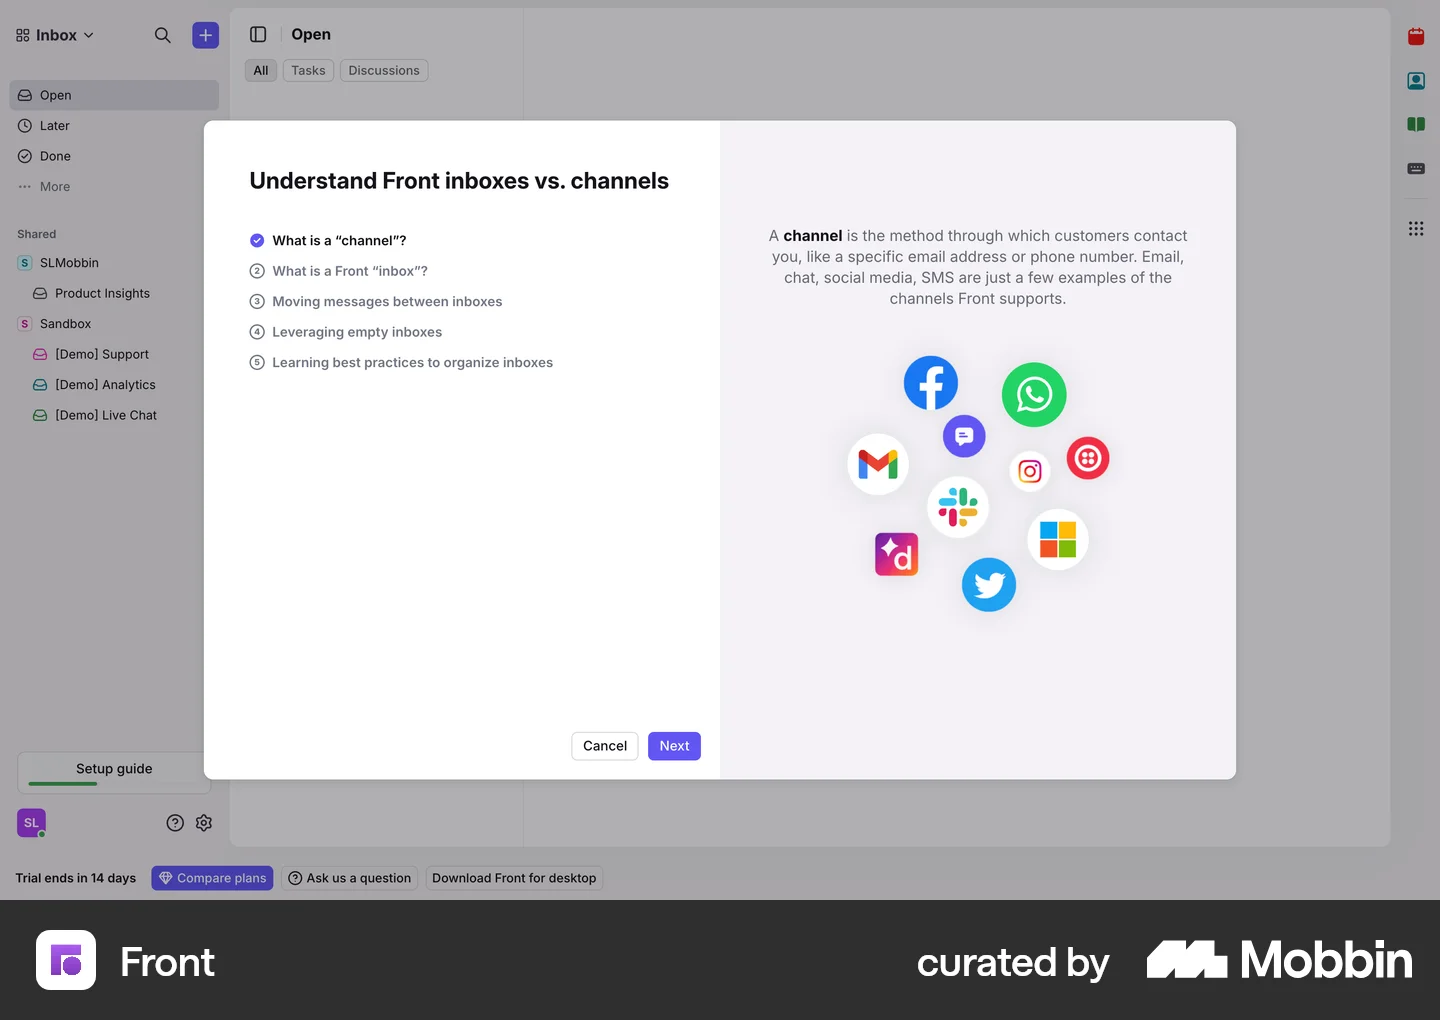 Inbox
Open
All
Tasks
Discussions
Open
Later
Done
More
Shared
S
SLMobbin
Product Insights
S
Sandbox
[Demo] Support
[Demo] Analytics
[Demo] Live Chat
Understand Front inboxes vs. channels
What is a “channel”?
2
What is a Front “inbox”?
3
Moving messages between inboxes
4
Leveraging empty inboxes
5
Learning best practices to organize inboxes
Cancel
Next
A channel is the method through which customers contact
you, like a specific email address or phone number. Email,
chat, social media, SMS are just a few examples of the
channels Front supports.
d
Setup guide
SL
Trial ends in 14 days
Compare plans
Ask us a question
Download Front for desktop
Front
curated by
Mobbin